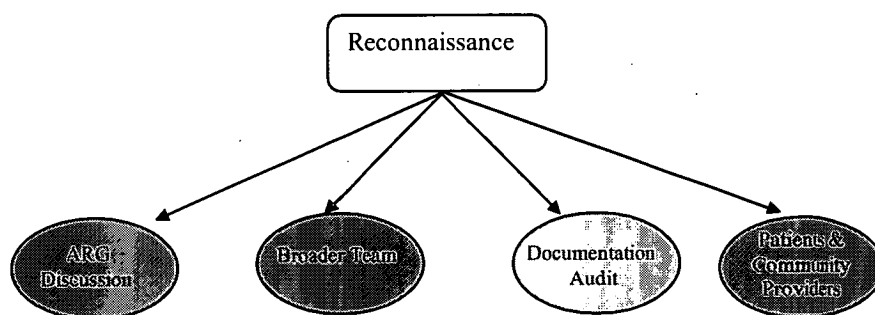 Reconnaissance
ARG
Discussion
Broader Team
Documentation
Audit
Patients &
Community
Providers